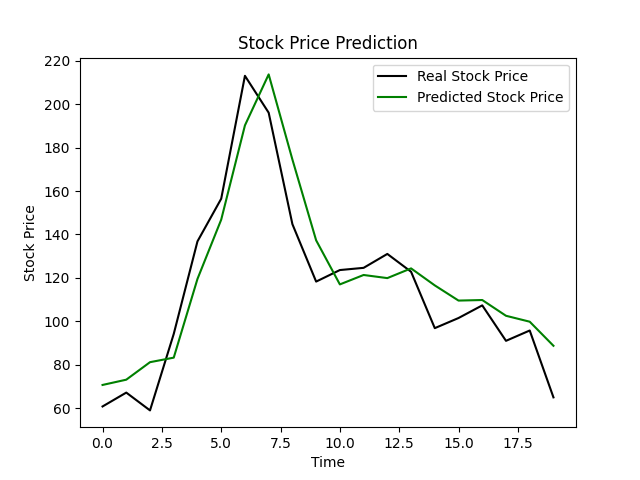 Stock Price Prediction
220
200
180
160
140
120
100
80
60
Stock Price
Real Stock Price
Predicted Stock Price
0.0 2.5 5.0 7.5 10.0 12.5 15.0 17.5
Time